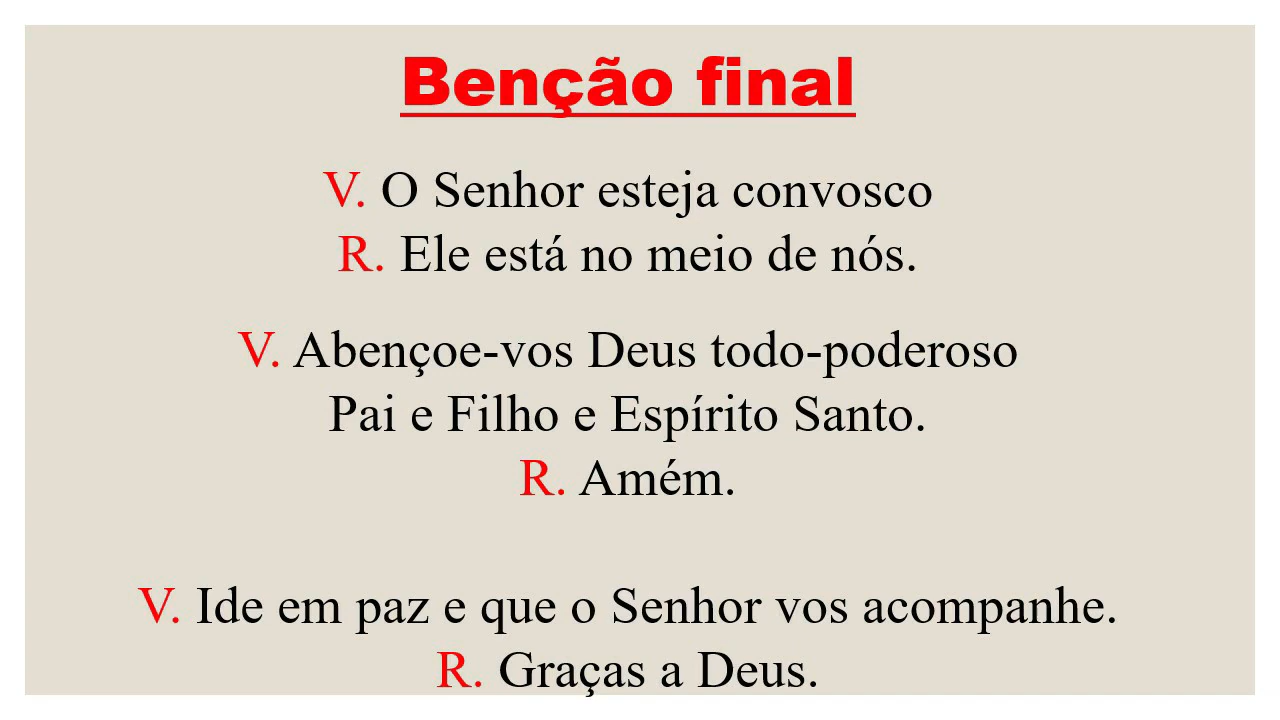 Benção final
V. O Senhor esteja convosco
R. Ele está no meio de nós.
V. Abençoe-vos Deus todo-poderoso
Pai e Filho e Espírito Santo.
R. Amém.
V. Ide em paz e que o Senhor vos acompanhe.
R. Graças a Deus.